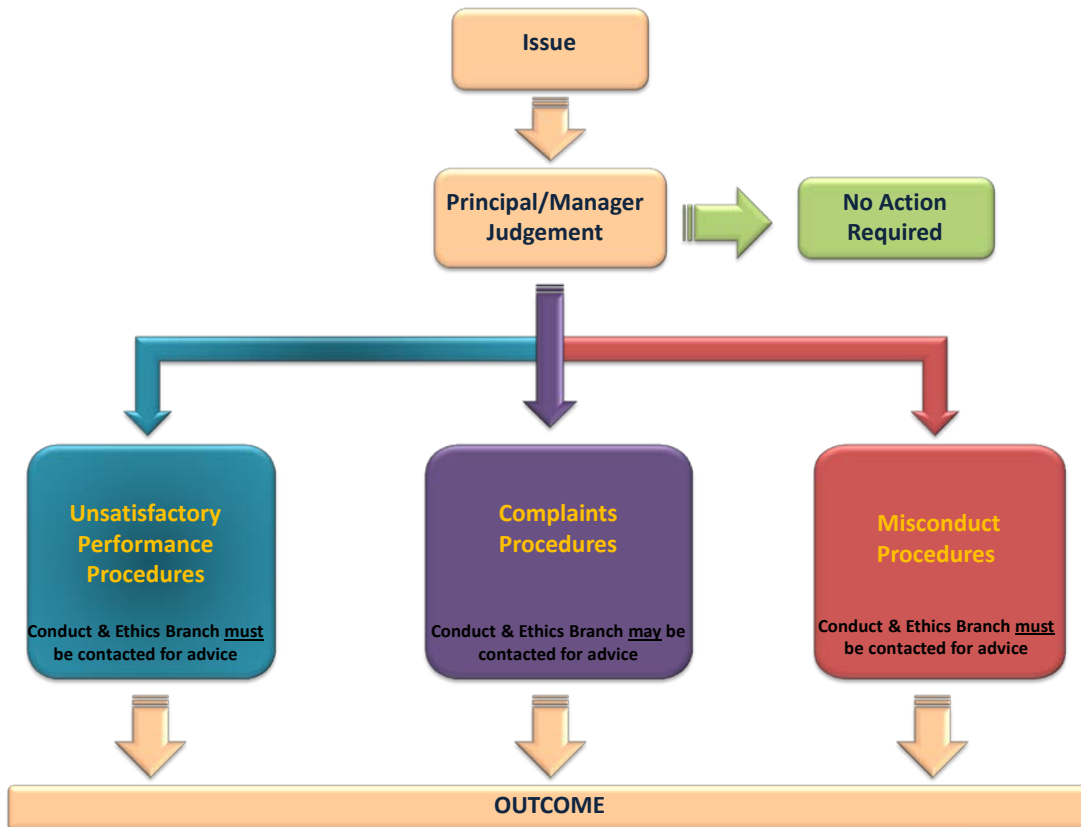 Issue
Principal/Manager
Judgement
No Action
Required
Unsatisfactory
Performance
Procedures
Conduct & Ethics Branch must
be contacted for advice
Complaints
Procedures
Conduct & Ethics Branch may be
contacted for advice
Misconduct
Procedures
Conduct & Ethics Branch must
be contacted for advice
OUTCOME